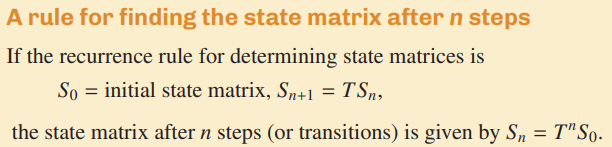 A rule for finding the state matrix after n steps
If the recurrence rule for determining state matrices is
S₀ = initial state matrix, Sₙ₊₁ = TSₙ,
the state matrix after n steps (or transitions) is given by Sₙ = TⁿS₀.